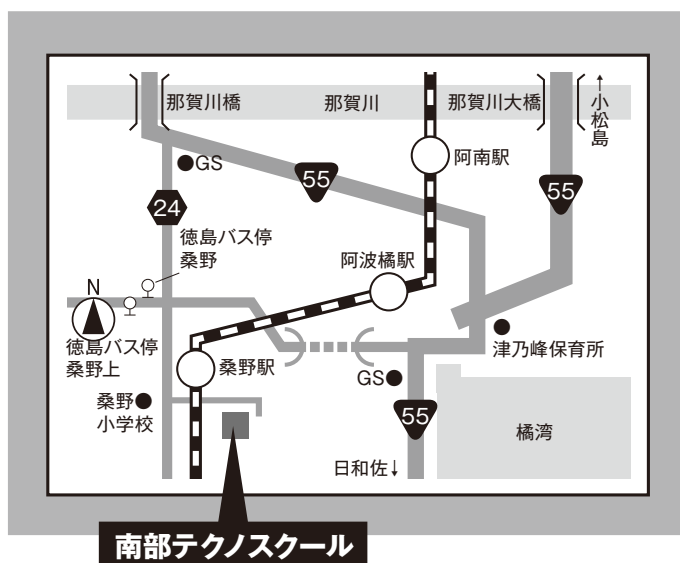 那賀川橋
那賀川
那賀川大橋
↑小松島
GS
55
阿南駅
55
24
徳島バス停
桑野
阿波橘駅
N
徳島バス停
桑野上
津乃峰保育所
桑野駅
GS
桑野
小学校
55
橘湾
日和佐↓
南部テクノスクール